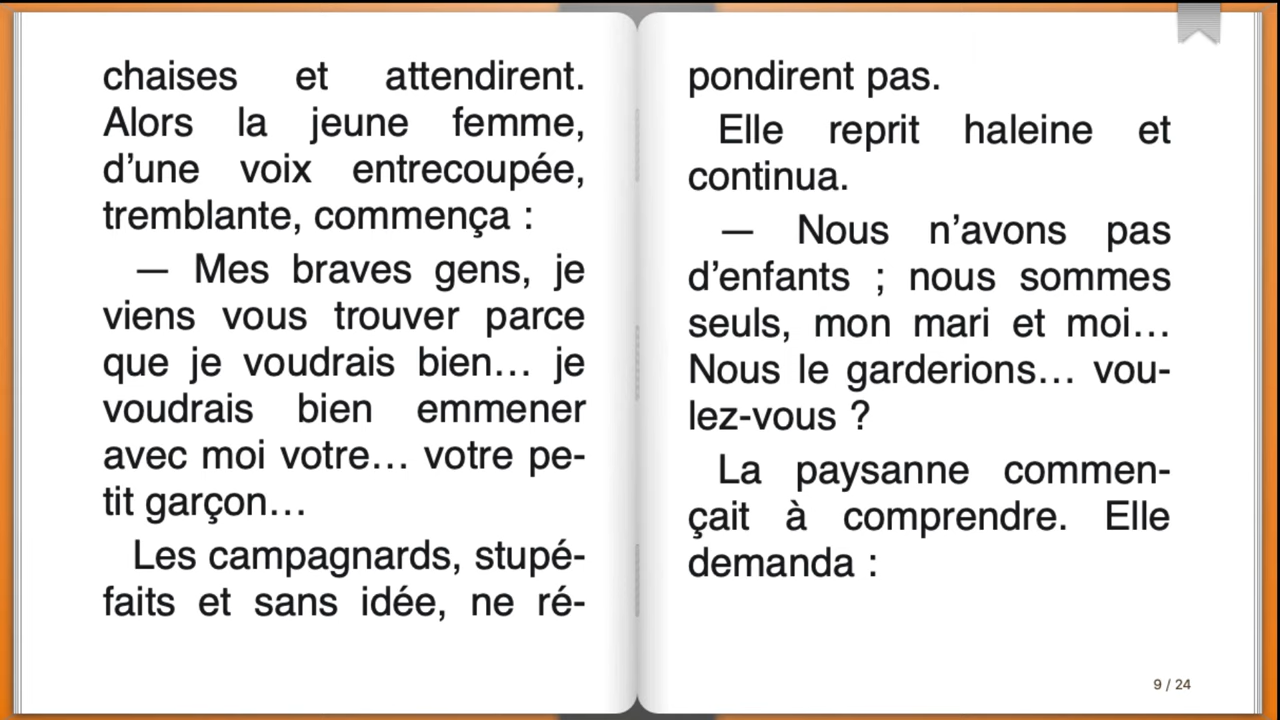 chaises et attendirent.
Alors la jeune femme,
d’une voix entrecoupée,
tremblante, commença :
— Mes braves gens, je
viens vous trouver parce
que je voudrais bien… je
voudrais bien emmener
avec moi votre… votre pe-
tit garçon…
Les campagnards, stupé-
faits et sans idée, ne ré-
pondirent pas.
Elle reprit haleine et
continua.
— Nous n’avons pas
d’enfants ; nous sommes
seuls, mon mari et moi…
Nous le garderions… vou-
lez-vous ?
La paysanne commen-
çait à comprendre. Elle
demanda :
9 / 24